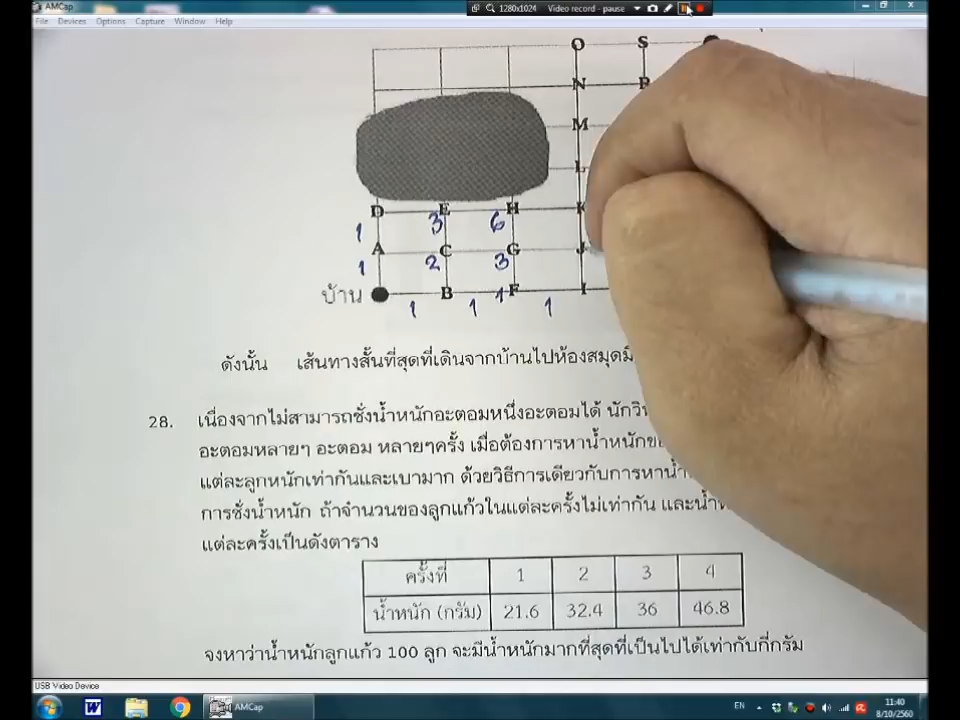 AMCap
1280x1024 Video record - pause
File Devices Options Capture Window Help
O S
N R
M
L
D E H K
1 3 6
A C G J
1 2 3
บ้าน B F I
1 1 1 1
ดังนั้น เส้นทางสั้นที่สุดที่เดินจากบ้านไปห้องสมุด
28. เนื่องจากไม่สามารถชั่งน้ำหนักอะตอมหนึ่งอะตอมได้
อะตอมหลายๆ อะตอม หลายๆครั้ง เมื่อต้องการหาน้ำหนัก
แต่ละลูกหนักเท่ากันและเบามาก ด้วยวิธีการเดียวกับการหา
การชั่งน้ำหนัก ถ้าจำนวนของลูกแก้วในแต่ละครั้งไม่เท่ากัน
แต่ละครั้งเป็นดังตาราง
ครั้งที่ 1 2 3 4
น้ำหนัก (กรัม) 21.6 32.4 36 46.8
จงหาว่าน้ำหนักลูกแก้ว 100 ลูก จะมีน้ำหนักมากที่สุดที่เป็นไปได้เท่ากับกี่กรัม
USB Video Device
AMCap EN 11:40
8/10/2560